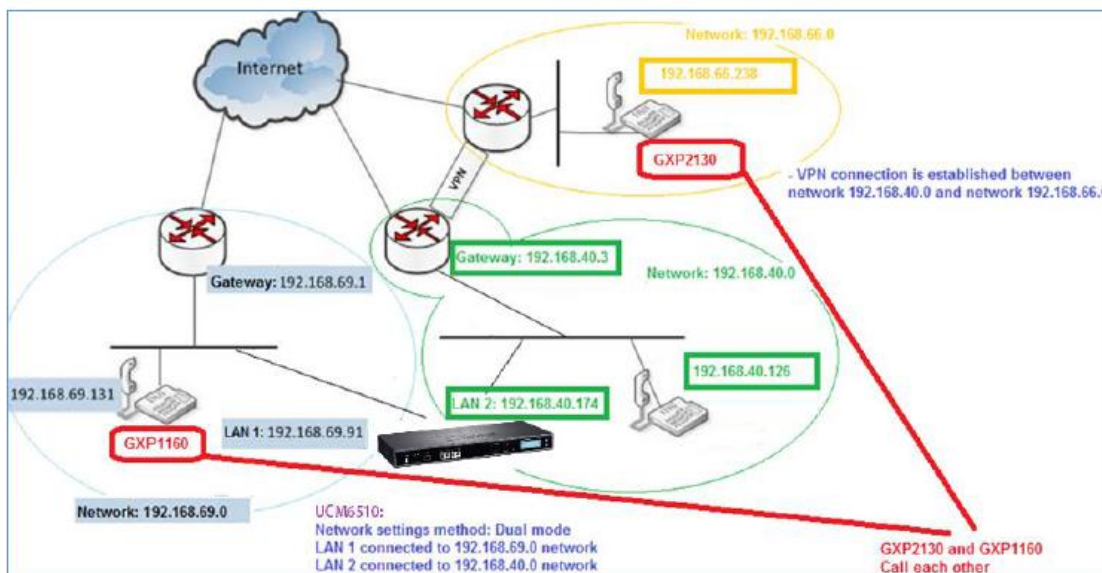 Internet
Network: 192.168.66.0
192.168.66.238
GXP2130
VPN
- VPN connection is established between
network 192.168.40.0 and network 192.168.66.
Gateway: 192.168.40.3
Network: 192.168.40.0
Gateway: 192.168.69.1
192.168.69.131
192.168.40.126
LAN 2: 192.168.40.174
LAN 1: 192.168.69.91
GXP1160
Network: 192.168.69.0
UCM6510:
Network settings method: Dual mode
LAN 1 connected to 192.168.69.0 network
LAN 2 connected to 192.168.40.0 network
GXP2130 and GXP1160
Call each other